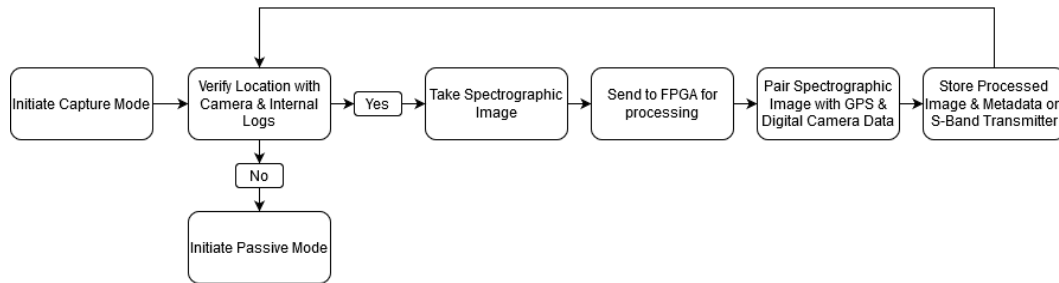 Initiate Capture Mode
Verify Location with
Camera & Internal
Logs
Yes
Take Spectrographic
Image
Send to FPGA for
processing
Pair Spectrographic
Image with GPS &
Digital Camera Data
Store Processed
Image & Metadata on
S-Band Transmitter
No
Initiate Passive Mode